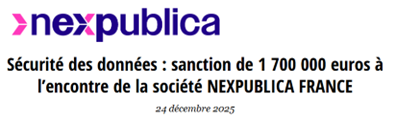 nexpublica
Sécurité des données : sanction de 1 700 000 euros à
l’encontre de la société NEXPUBLICA FRANCE
24 décembre 2025